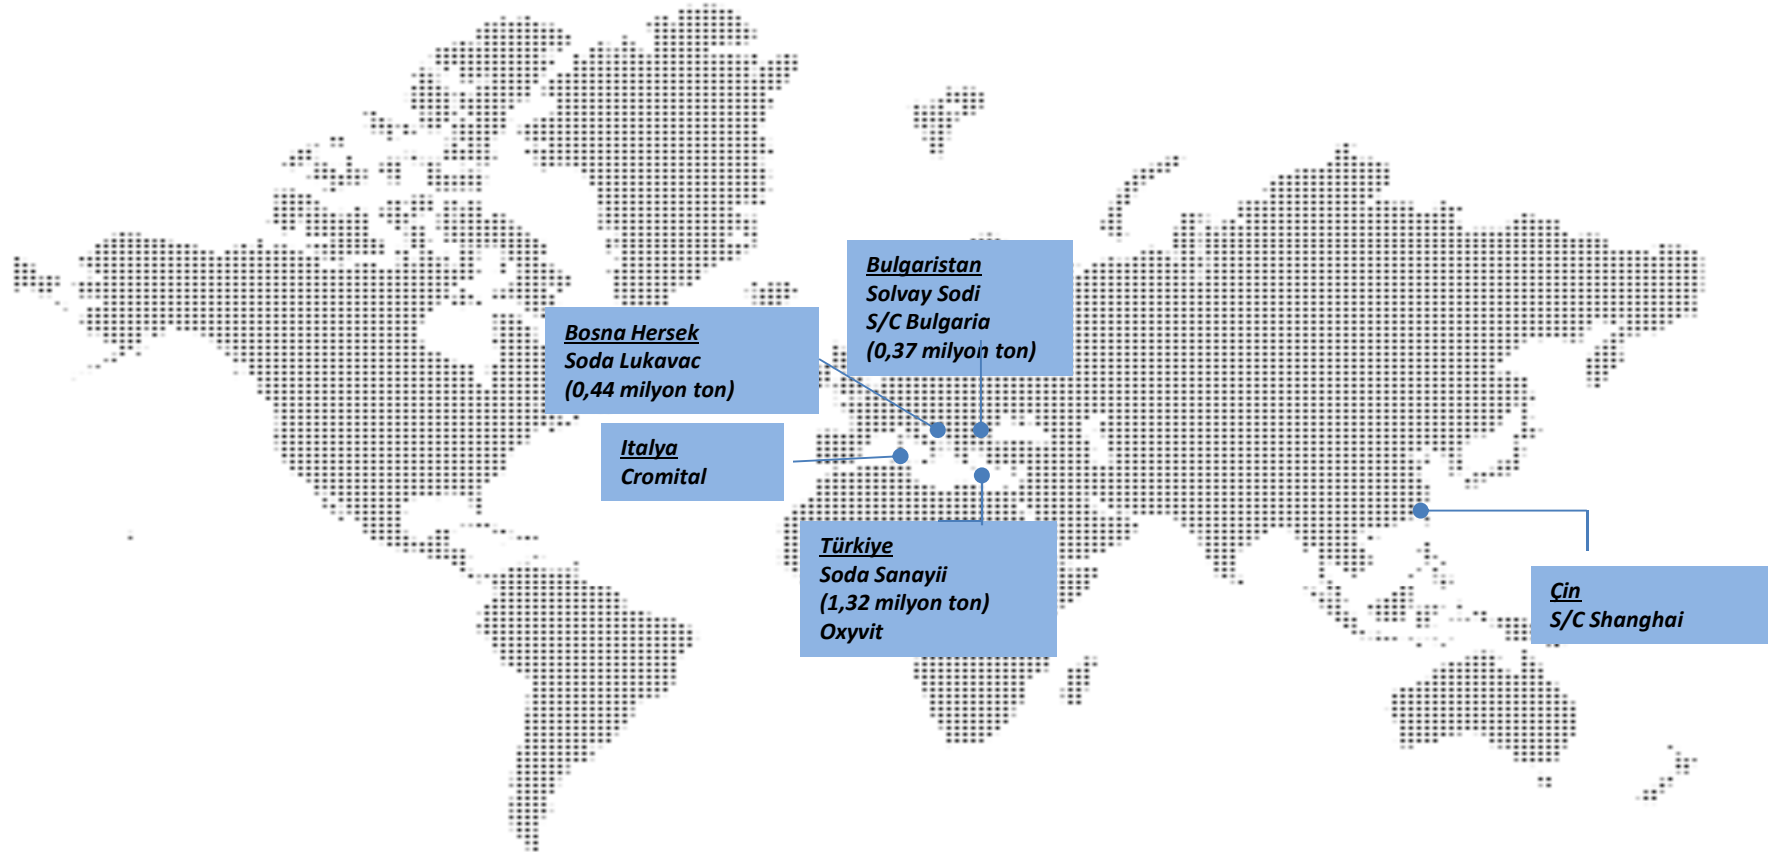 Bulgaristan
Solvay Sodi
S/C Bulgaria
(0,37 milyon ton)
Bosna Hersek
Soda Lukavac
(0,44 milyon ton)
Italya
Cromital
Türkiye
Soda Sanayii
(1,32 milyon ton)
Oxyvit
Çin
S/C Shanghai